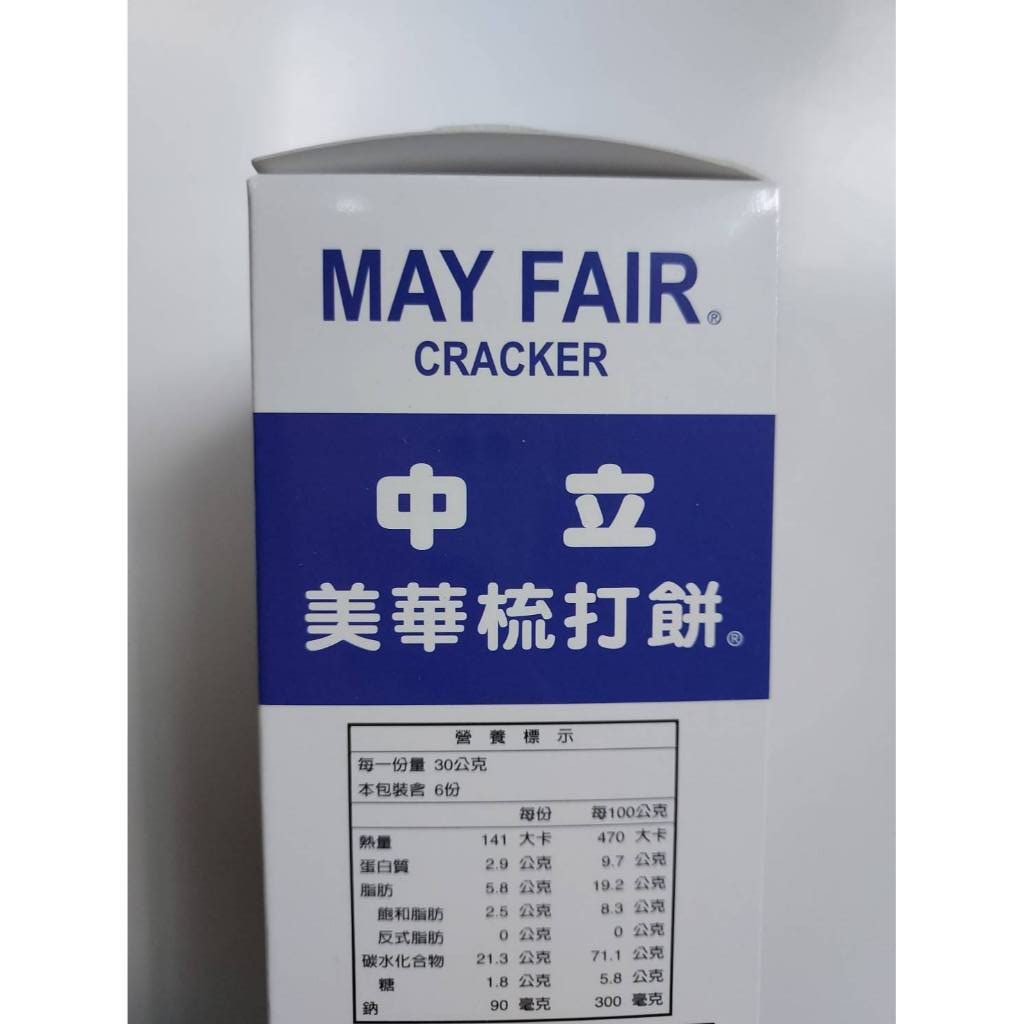 MAY FAIR®
CRACKER
中立
美華梳打餅®
營養標示
每一份量 30公克
本包裝含 6份
每份 每100公克
熱量 141 大卡 470 大卡
蛋白質 2.9 公克 9.7 公克
脂肪 5.8 公克 19.2 公克
飽和脂肪 2.5 公克 8.3 公克
反式脂肪 0 公克 0 公克
碳水化合物 21.3 公克 71.1 公克
糖 1.8 公克 5.8 公克
鈉 90 毫克 300 毫克